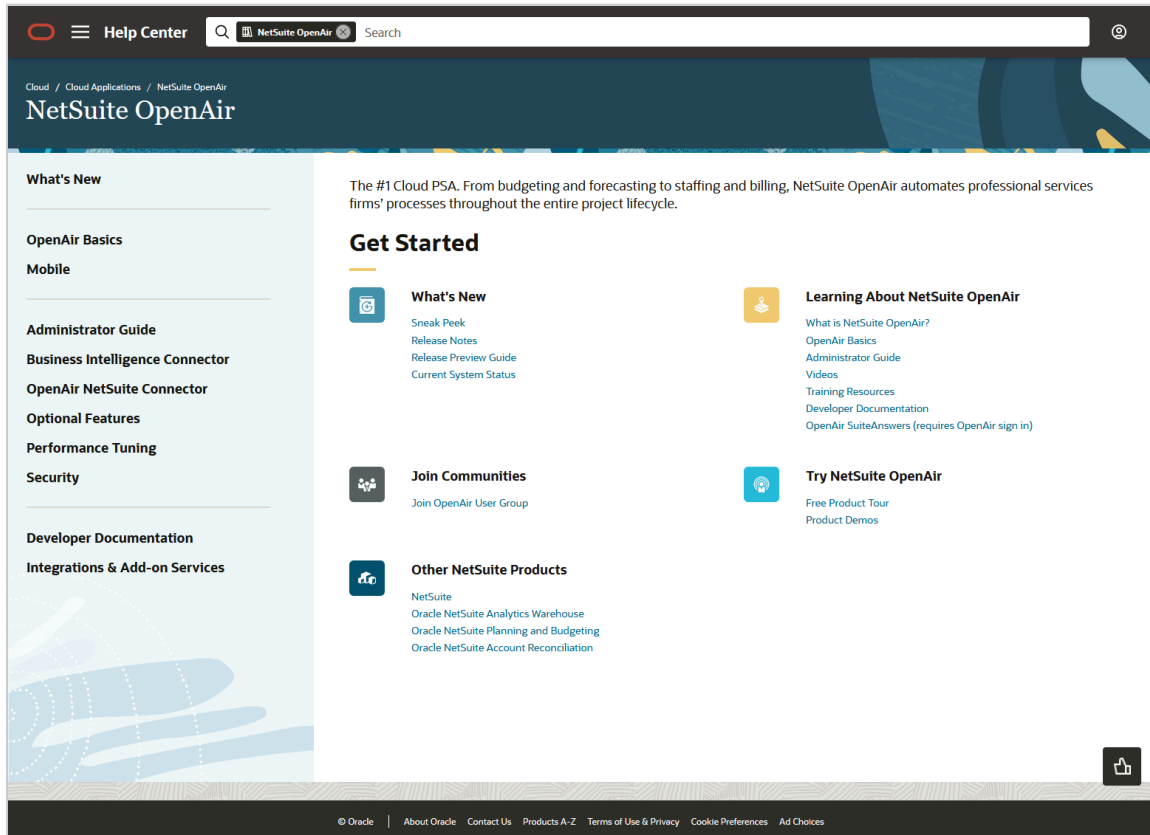 Help Center
NetSuite OpenAir
Search
Cloud / Cloud Applications / NetSuite OpenAir
NetSuite OpenAir
What's New
OpenAir Basics
Mobile
Administrator Guide
Business Intelligence Connector
OpenAir NetSuite Connector
Optional Features
Performance Tuning
Security
Developer Documentation
Integrations & Add-on Services
The #1 Cloud PSA. From budgeting and forecasting to staffing and billing, NetSuite OpenAir automates professional services
firms' processes throughout the entire project lifecycle.
Get Started
What's New
Sneak Peek
Release Notes
Release Preview Guide
Current System Status
Learning About NetSuite OpenAir
What is NetSuite OpenAir?
OpenAir Basics
Administrator Guide
Videos
Training Resources
Developer Documentation
OpenAir SuiteAnswers (requires OpenAir sign in)
Join Communities
Join OpenAir User Group
Try NetSuite OpenAir
Free Product Tour
Product Demos
Other NetSuite Products
NetSuite
Oracle NetSuite Analytics Warehouse
Oracle NetSuite Planning and Budgeting
Oracle NetSuite Account Reconciliation
© Oracle | About Oracle Contact Us Products A-Z Terms of Use & Privacy Cookie Preferences Ad Choices